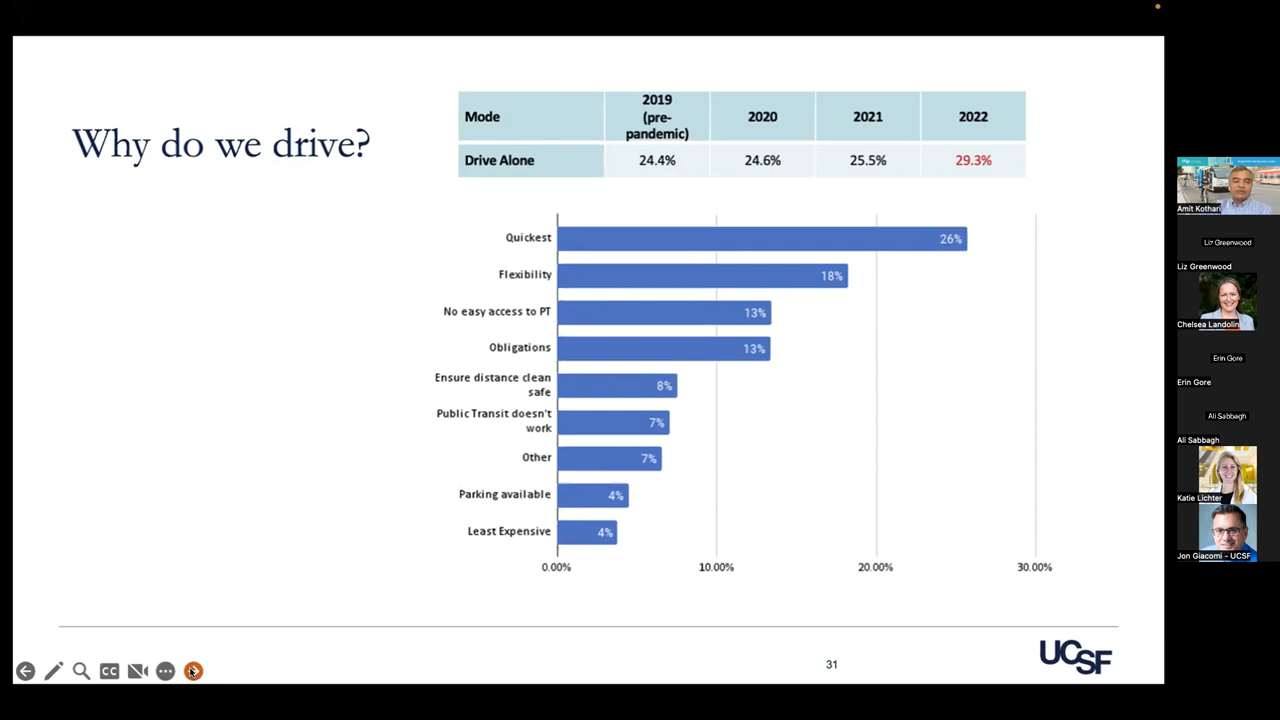 Why do we drive?
Mode
2019
(pre-
pandemic)
2020
2021
2022
Drive Alone
24.4%
24.6%
25.5%
29.3%
Quickest
26%
Flexibility
18%
No easy access to PT
13%
Obligations
13%
Ensure distance clean
safe
8%
Public Transit doesn't
work
7%
Other
7%
Parking available
4%
Least Expensive
4%
0.00%
10.00%
20.00%
30.00%
CC
31
UCSF
Amit Kothari
Liz Greenwood
Liz Greenwood
Chelsea Landolin
Erin Gore
Erin Gore
Ali Sabbagh
Ali Sabbagh
Katie Lichter
Jon Giacomi - UCSF